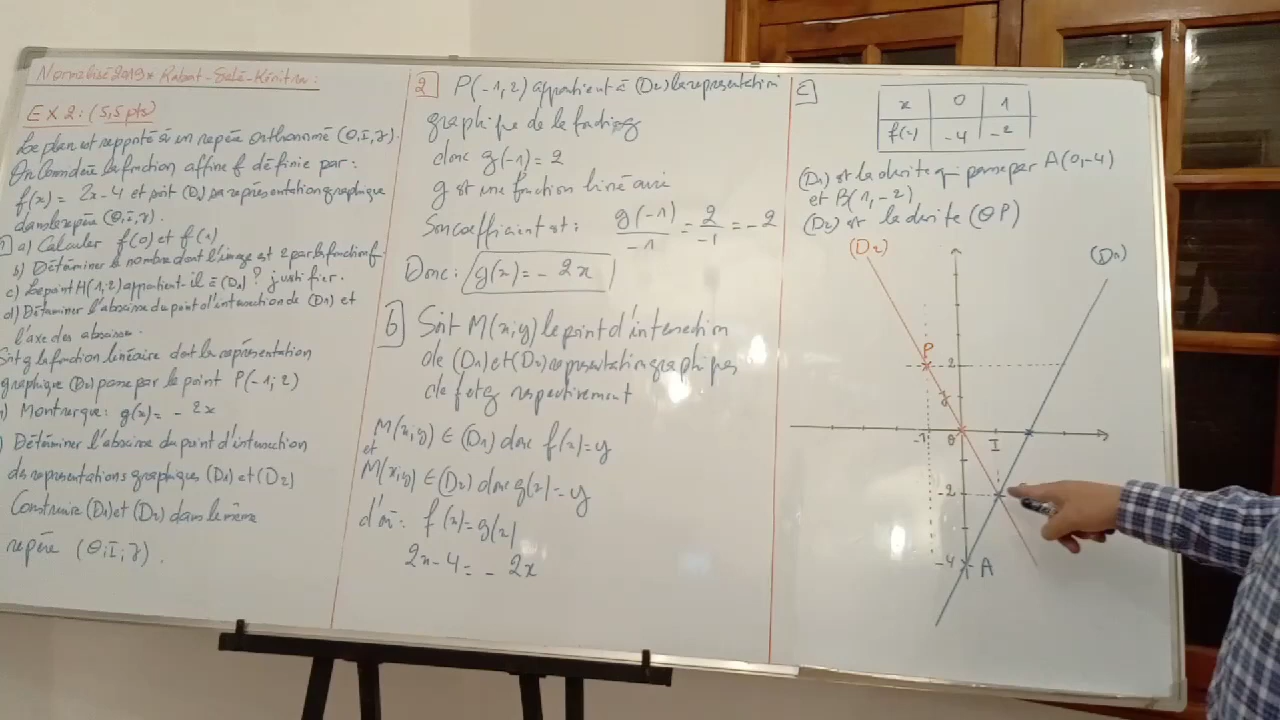 Normalisé 2019 * Rabat-Salé-Kénitra :
EX 2 : (5,5 pts)
Le plan est rapporté à un repère orthonormé (O,I,J).
On Considère la fonction affine f définie par :
f(x) = 2x - 4 et soit (D1) sa représentation graphique
dans le repère (O,I,J).
1 a) Calculer f(0) et f(1)
b) Déterminer le nombre dont l'image est 2 par la fonction f.
c) Le point H(1,2) appartient-il à (D1) ? justifier.
d) Déterminer l'abscisse du point d'intersection de (D1) et
l'axe des abscisses.
Soit g la fonction linéaire dont la représentation
graphique (D2) passe par le point P(-1;2)
) Montrer que : g(x) = - 2x
) Déterminer l'abscisse du point d'intersection
des representations graphiques (D1) et (D2)
Construire (D1) et (D2) dans le même
repère (O,I,J).
2 P(-1,2) appartient à (D2) la representation
graphique de la fonction g
donc g(-1) = 2
g est une fonction linéaire
Son coefficient est : g(-1)/-1 = 2/-1 = -2
Donc : g(x) = - 2x
b Soit M(x;y) le point d'intersection
de (D1) et (D2) representation graphiques
de f et g respectivement
M(x,y) ∈ (D1) donc f(x) = y
et
M(x,y) ∈ (D2) donc g(x) = y
d'où : f(x) = g(x)
2x - 4 = - 2x
C
x 0 1
f(x) -4 -2
(D1) est la droite qui passe par A(0,-4)
et B(1,-2)
(D2) est la droite (OP)
(D2) (D1)
P 2
J
-1 O I
-2
-4 A